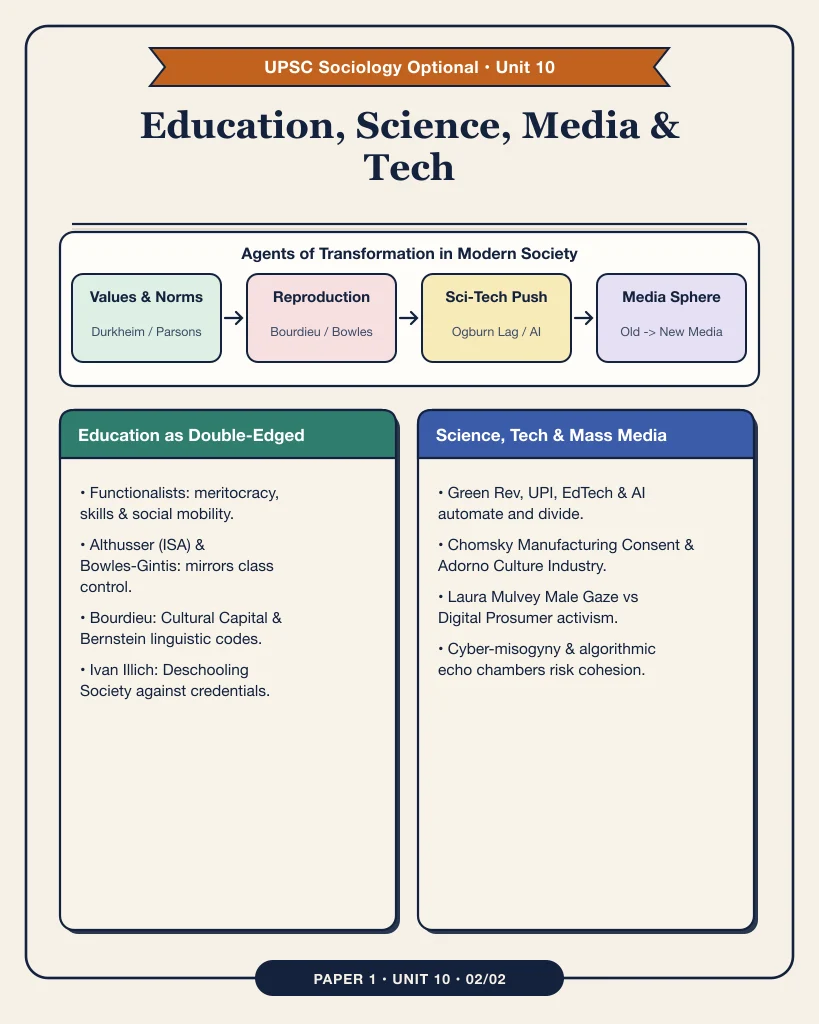 UPSC Sociology Optional • Unit 10
Education, Science, Media &
Tech
Agents of Transformation in Modern Society
Values & Norms
Durkheim / Parsons
Reproduction
Bourdieu / Bowles
Sci-Tech Push
Ogburn Lag / AI
Media Sphere
Old -> New Media
Education as Double-Edged
• Functionalists: meritocracy,
skills & social mobility.
• Althusser (ISA) &
Bowles-Gintis: mirrors class
control.
• Bourdieu: Cultural Capital &
Bernstein linguistic codes.
• Ivan Illich: Deschooling
Society against credentials.
Science, Tech & Mass Media
• Green Rev, UPI, EdTech & AI
automate and divide.
• Chomsky Manufacturing Consent &
Adorno Culture Industry.
• Laura Mulvey Male Gaze vs
Digital Prosumer activism.
• Cyber-misogyny & algorithmic
echo chambers risk cohesion.
PAPER 1 • UNIT 10 • 02/02